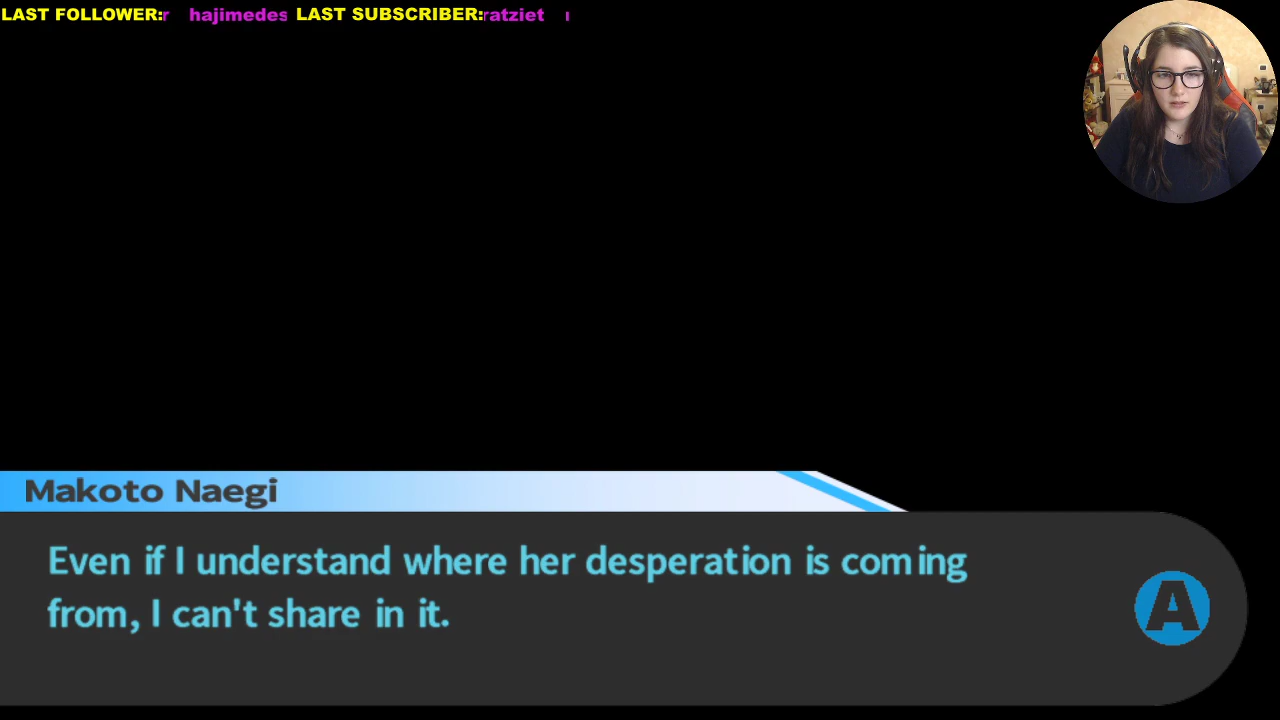 LAST FOLLOWER: hajimedes LAST SUBSCRIBER: ratziet
Makoto Naegi
Even if I understand where her desperation is coming
from, I can't share in it.
A